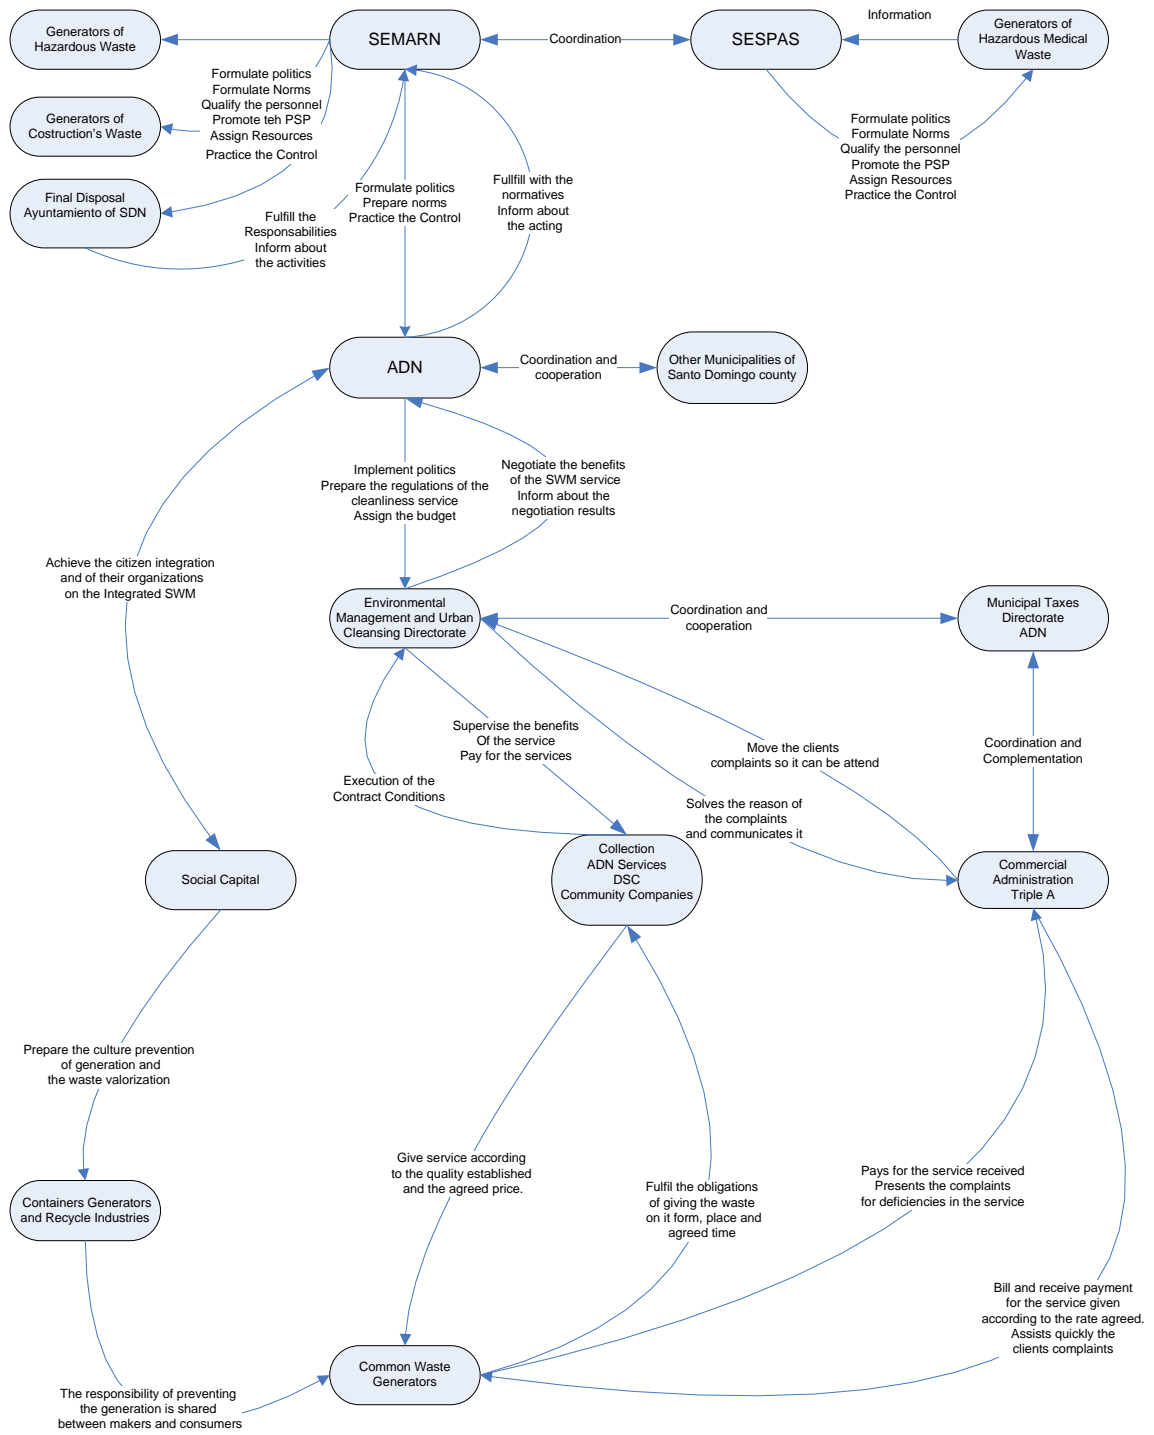 Generators of
Hazardous Waste
SEMARN
Coordination
SESPAS
Information
Generators of
Hazardous Medical
Waste
Formulate politics
Formulate Norms
Qualify the personnel
Promote teh PSP
Assign Resources
Practice the Control
Generators of
Costruction's Waste
Formulate politics
Formulate Norms
Qualify the personnel
Promote the PSP
Assign Resources
Practice the Control
Final Disposal
Ayuntamiento of SDN
Fulfill the
Responsabilities
Inform about
the activities
Formulate politics
Prepare norms
Practice the Control
Fullfill with the
normatives
Inform about
the acting
ADN
Coordination and
cooperation
Other Municipalities of
Santo Domingo county
Implement politics
Prepare the regulations of the
cleanliness service
Assign the budget
Negotiate the benefits
of the SWM service
Inform about the
negotiation results
Achieve the citizen integration
and of their organizations
on the Integrated SWM
Environmental
Management and Urban
Cleansing Directorate
Coordination and
cooperation
Municipal Taxes
Directorate
ADN
Supervise the benefits
Of the service
Pay for the services
Move the clients
complaints so it can be attend
Coordination and
Complementation
Execution of the
Contract Conditions
Solves the reason of
the complaints
and communicates it
Social Capital
Collection
ADN Services
DSC
Community Companies
Commercial
Administration
Triple A
Prepare the culture prevention
of generation and
the waste valorization
Give service according
to the quality established
and the agreed price.
Fulfil the obligations
of giving the waste
on it form, place and
agreed time
Pays for the service received
Presents the complaints
for deficiencies in the service
Containers Generators
and Recycle Industries
Bill and receive payment
for the service given
according to the rate agreed.
Assists quickly the
clients complaints
Common Waste
Generators
The responsibility of preventing
the generation is shared
between makers and consumers